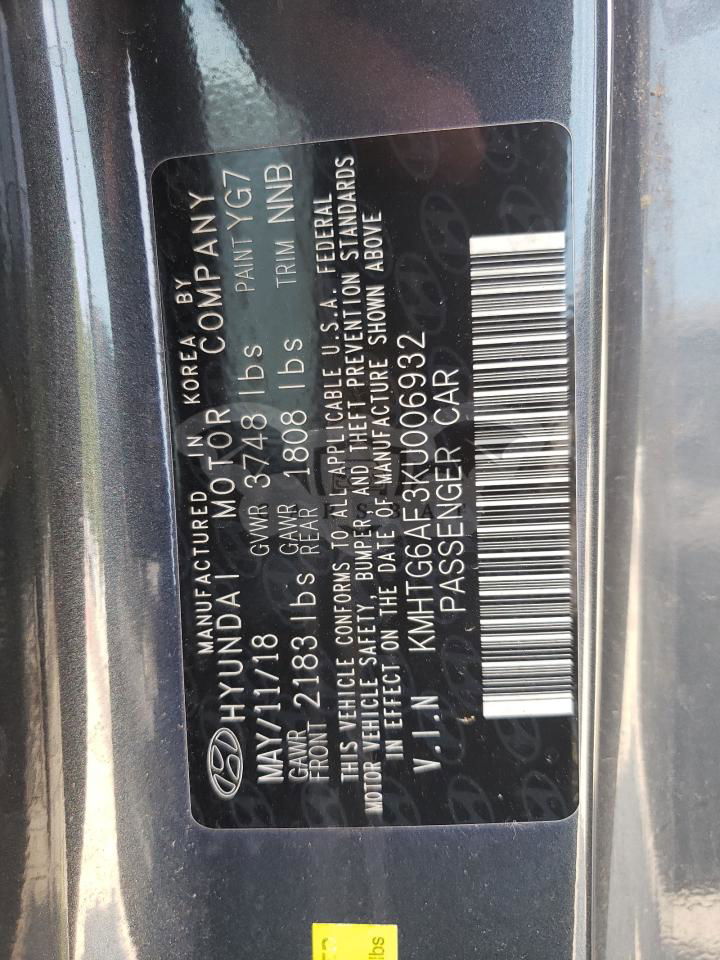 MANUFACTURED IN KOREA BY
HYUNDAI MOTOR COMPANY
MAY/11/18 GVWR 3748 lbs PAINT YG7
GAWR FRONT 2183 lbs GAWR REAR 1808 lbs TRIM NNB
THIS VEHICLE CONFORMS TO ALL APPLICABLE U.S.A. FEDERAL
MOTOR VEHICLE SAFETY, BUMPER, AND THEFT PREVENTION STANDARDS
IN EFFECT ON THE DATE OF MANUFACTURE SHOWN ABOVE
V.I.N KMHTG6AF3KU006932
PASSENGER CAR
lbs